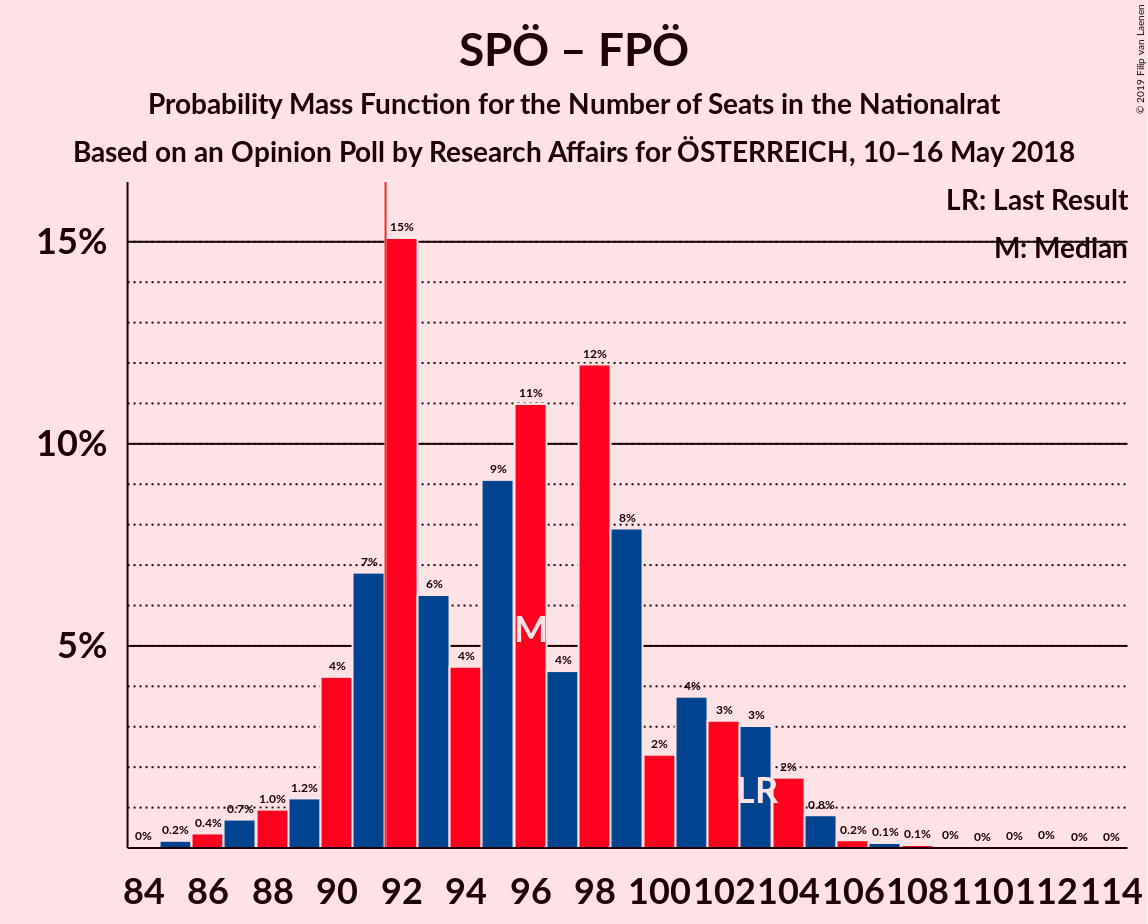 SPÖ – FPÖ
Probability Mass Function for the Number of Seats in the Nationalrat
Based on an Opinion Poll by Research Affairs for ÖSTERREICH, 10–16 May 2018
© 2019 Filip van Laenen
LR: Last Result
M: Median
15%
10%
5%
0% 0.2% 0.4% 0.7% 1.0% 1.2% 4% 7% 15% 6% 4% 9% 11% 4% 12% 8% 2% 4% 3% 3% 2% 0.8% 0.2% 0.1% 0.1% 0% 0% 0% 0% 0% 0%
M
LR
84 86 88 90 92 94 96 98 100 102 104 106 108 110 112 114